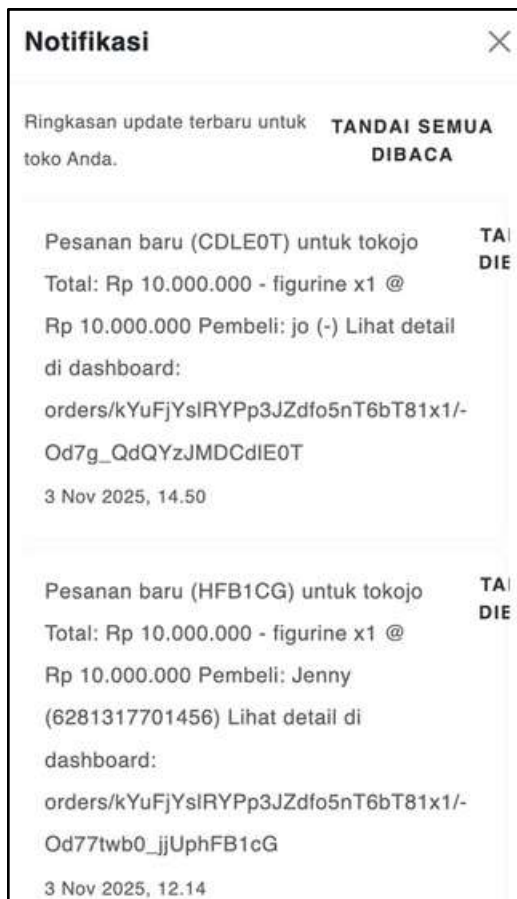 Notifikasi
Ringkasan update terbaru untuk
toko Anda.
TANDAI SEMUA
DIBACA
Pesanan baru (CDLE0T) untuk tokojo
Total: Rp 10.000.000 - figurine x1 @
Rp 10.000.000 Pembeli: jo (-) Lihat detail
di dashboard:
orders/kYuFjYslRYPp3JZdfo5nT6bT81x1/-
Od7g_QdQYzJMDCdlE0T
3 Nov 2025, 14.50
Pesanan baru (HFB1CG) untuk tokojo
Total: Rp 10.000.000 - figurine x1 @
Rp 10.000.000 Pembeli: Jenny
(6281317701456) Lihat detail di
dashboard:
orders/kYuFjYslRYPp3JZdfo5nT6bT81x1/-
Od77twb0_jjUphFB1cG
3 Nov 2025, 12.14